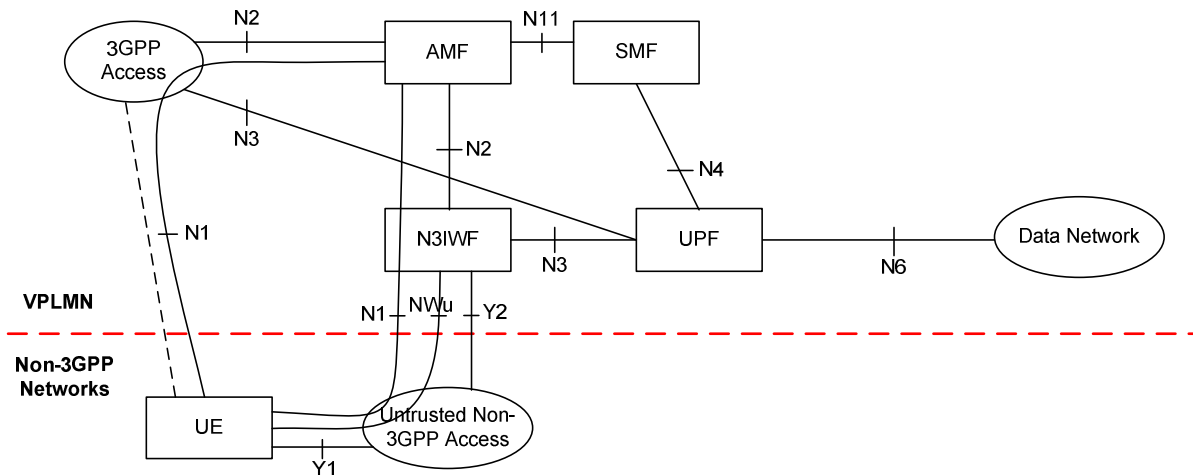 N2
3GPP
Access
AMF
N11
SMF
N3
N2
N4
N1
N3IWF
N3
UPF
N6
Data Network
VPLMN
N1
NWu
Y2
Non-3GPP
Networks
UE
Untrusted Non-
3GPP Access
Y1